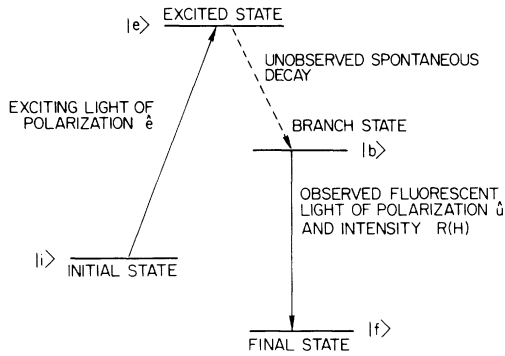 EXCITED STATE
|e>
UNOBSERVED SPONTANEOUS
DECAY
EXCITING LIGHT OF
POLARIZATION ê
BRANCH STATE
|b>
OBSERVED FLUORESCENT
LIGHT OF POLARIZATION û
AND INTENSITY R(H)
|i>
INITIAL STATE
|f>
FINAL STATE